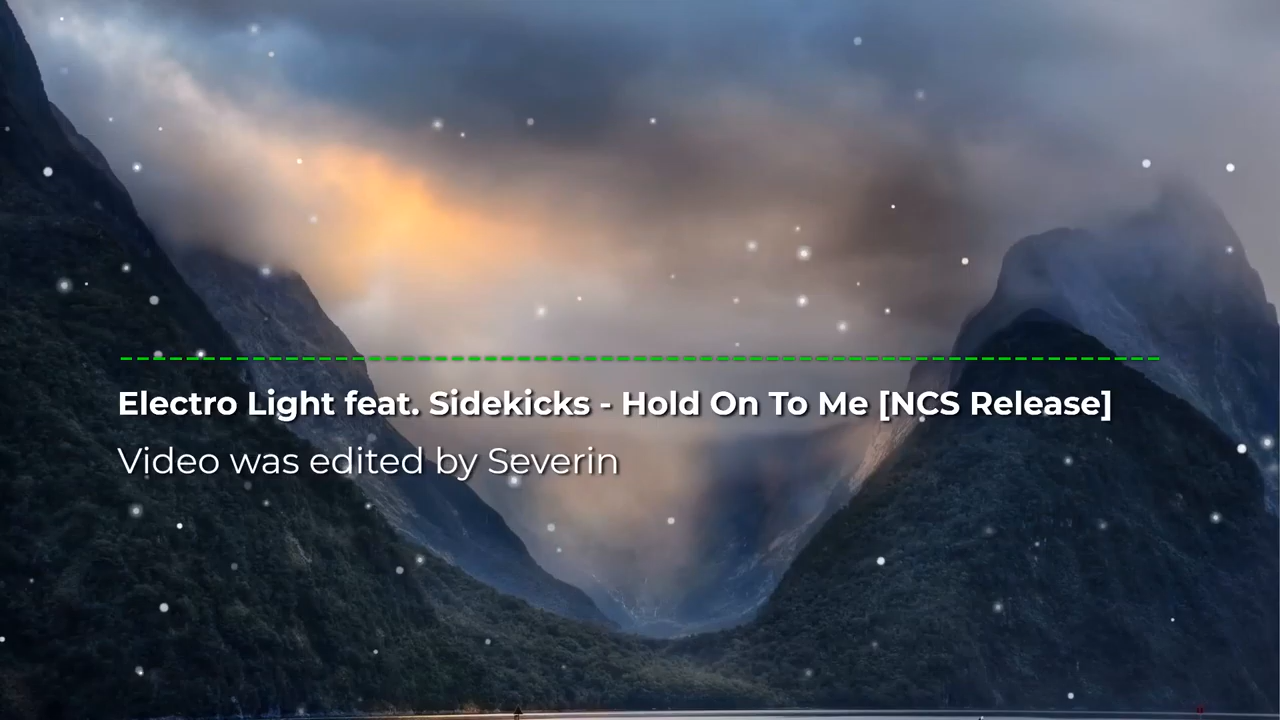 Electro Light feat. Sidekicks - Hold On To Me [NCS Release]
Video was edited by Severin